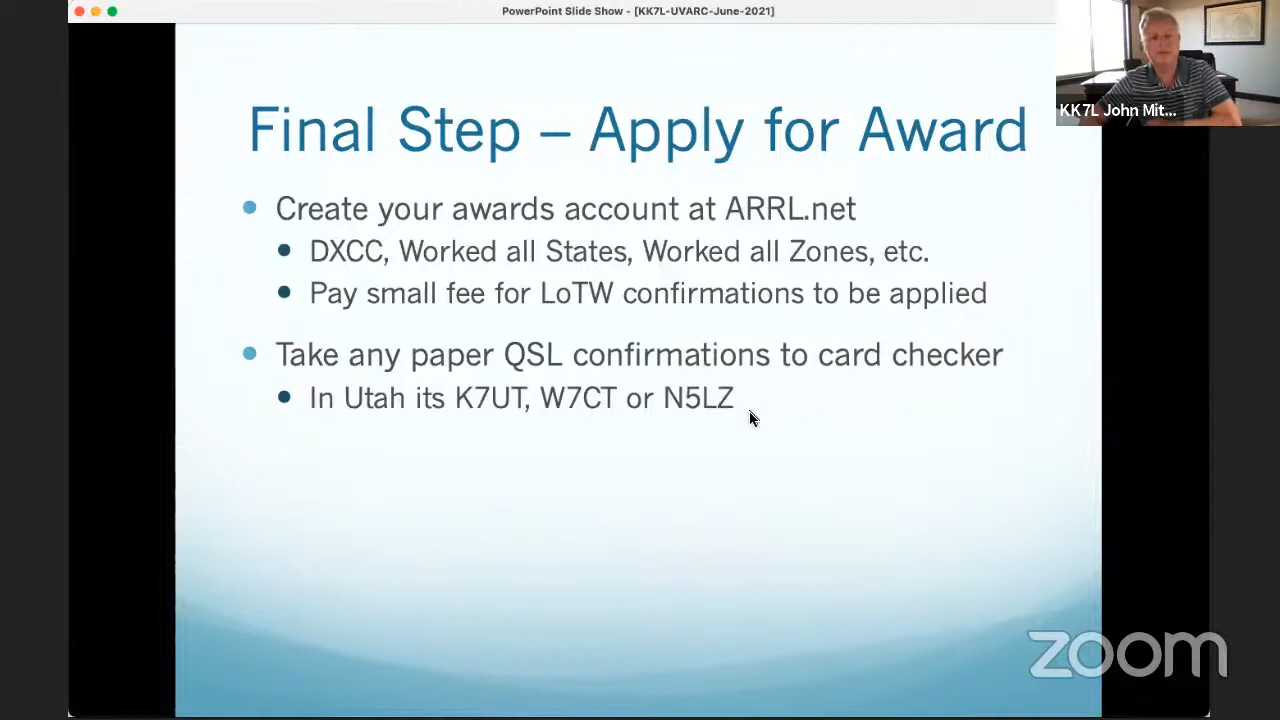 PowerPoint Slide Show - [KK7L-UVARC-June-2021]
KK7L John Mit...
Final Step – Apply for Award
Create your awards account at ARRL.net
DXCC, Worked all States, Worked all Zones, etc.
Pay small fee for LoTW confirmations to be applied
Take any paper QSL confirmations to card checker
In Utah its K7UT, W7CT or N5LZ
zoom